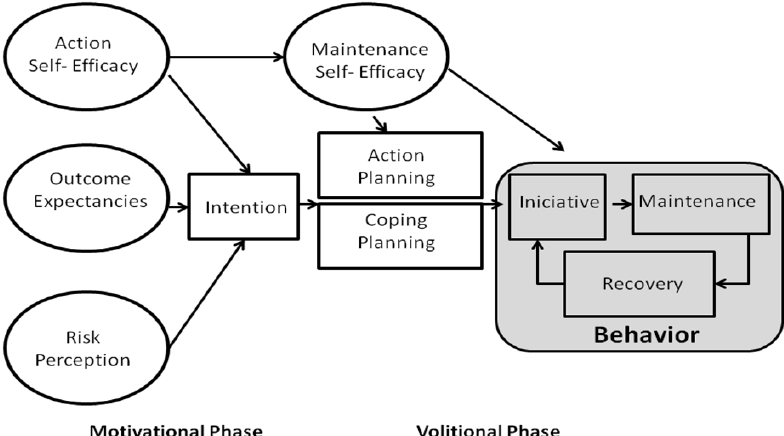 Action
Self- Efficacy
Maintenance
Self- Efficacy
Outcome
Expectancies
Intention
Action
Planning
Coping
Planning
Iniciative
Maintenance
Recovery
Behavior
Risk
Perception
Motivational Phase
Volitional Phase